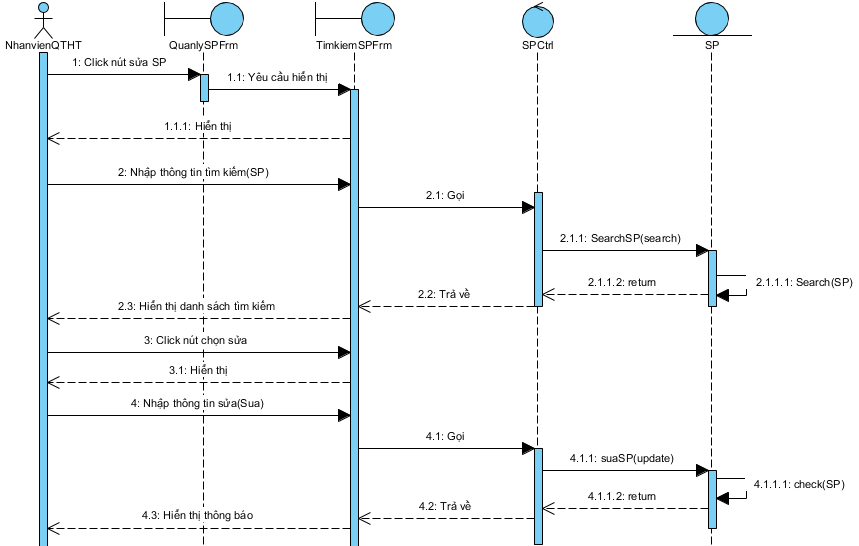 NhanvienQTHT
QuanlySPFrm
TimkiemSPFrm
SPCtrl
SP
1: Click nút sửa SP
1.1: Yêu cầu hiển thị
1.1.1: Hiển thị
2: Nhập thông tin tìm kiếm(SP)
2.1: Gọi
2.1.1: SearchSP(search)
2.1.1.1: Search(SP)
2.1.1.2: return
2.2: Trả về
2.3: Hiển thị danh sách tìm kiếm
3: Click nút chọn sửa
3.1: Hiển thị
4: Nhập thông tin sửa(Sua)
4.1: Gọi
4.1.1: suaSP(update)
4.1.1.1: check(SP)
4.1.1.2: return
4.2: Trả về
4.3: Hiển thị thông báo